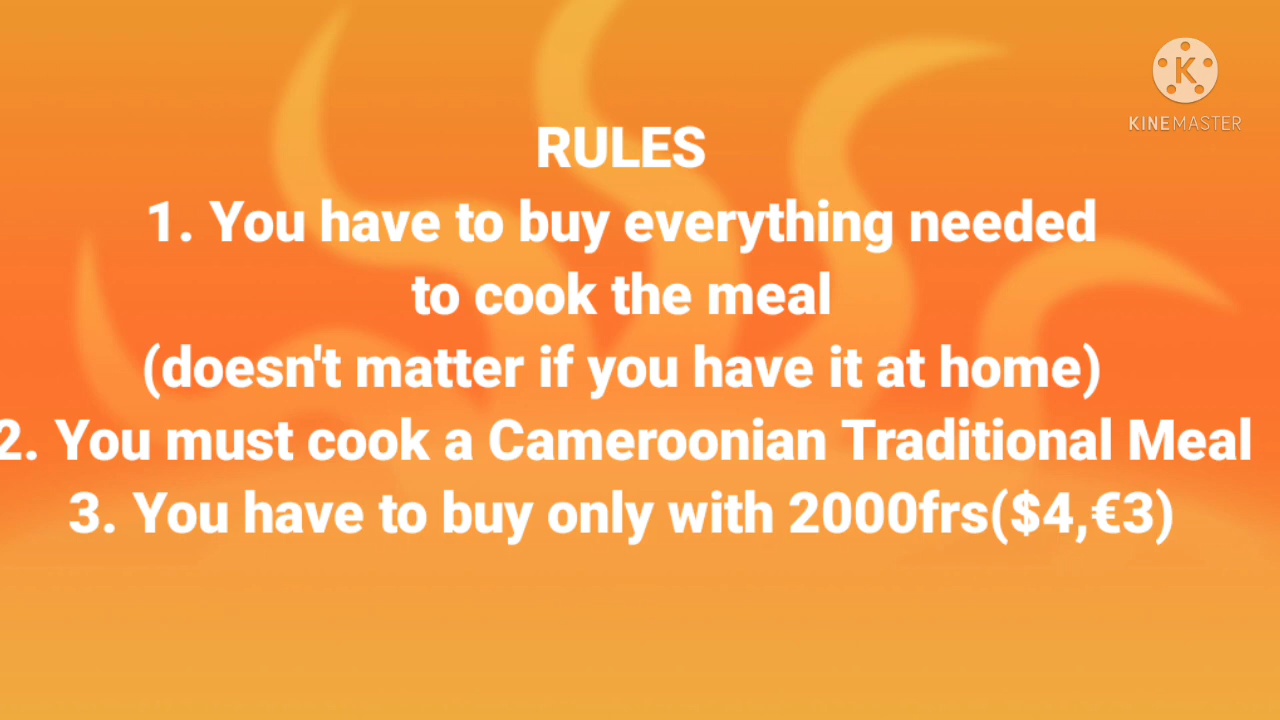 KINEMASTER
RULES
1. You have to buy everything needed
to cook the meal
(doesn't matter if you have it at home)
2. You must cook a Cameroonian Traditional Meal
3. You have to buy only with 2000frs($4,€3)